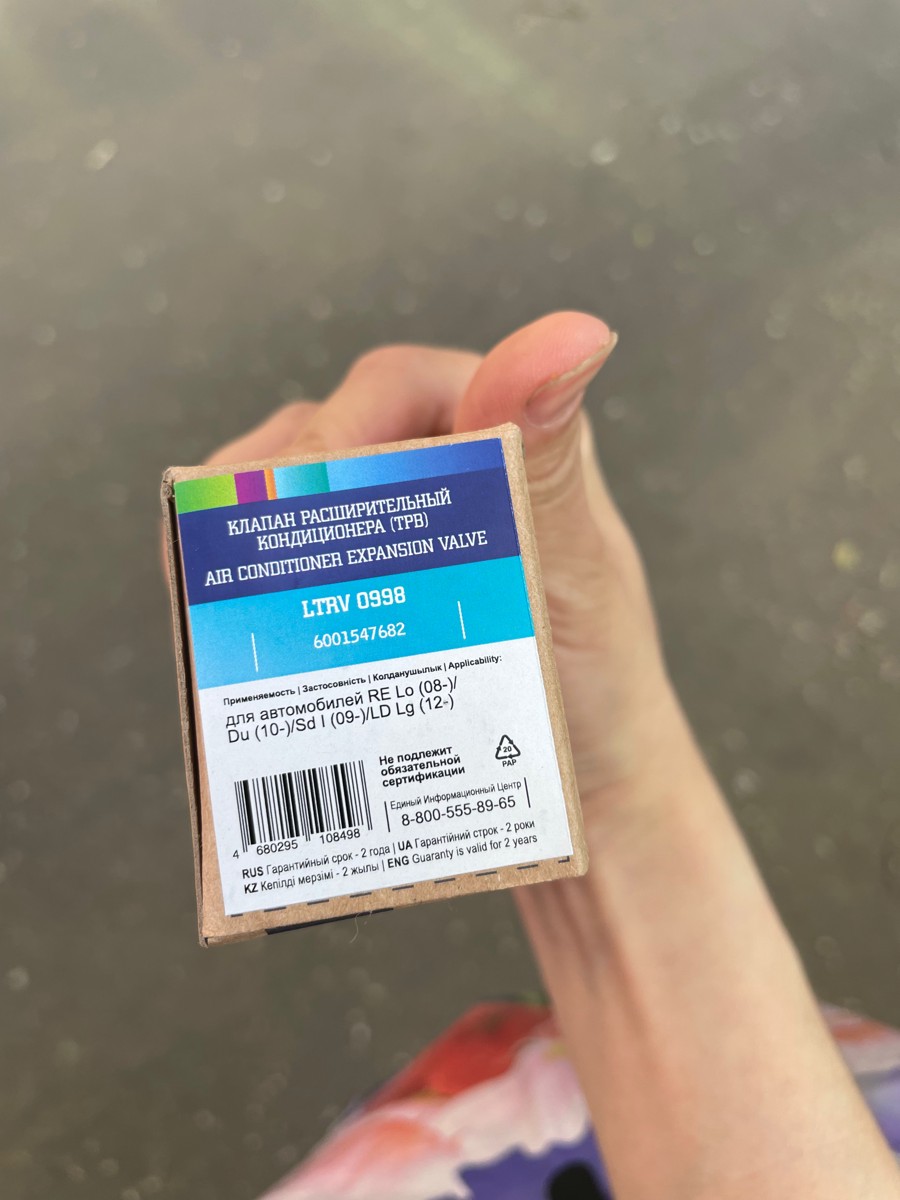 КЛАПАН РАСШИРИТЕЛЬНЫЙ
КОНДИЦИОНЕРА (ТРВ)
AIR CONDITIONER EXPANSION VALVE
LTRV 0998
6001547682
Применяемость | Застосовність | Колданушылык | Applicability:
для автомобилей RE Lo (08-)/
Du (10-)/Sd I (09-)/LD Lg (12-)
Не подлежит
обязательной
сертификации
20
PAP
Единый Информационный Центр
8-800-555-89-65
4 680295 108498
RUS Гарантийный срок - 2 года | UA Гарантійний строк - 2 роки
KZ Кепілді мерзімі - 2 жылы | ENG Guaranty is valid for 2 years